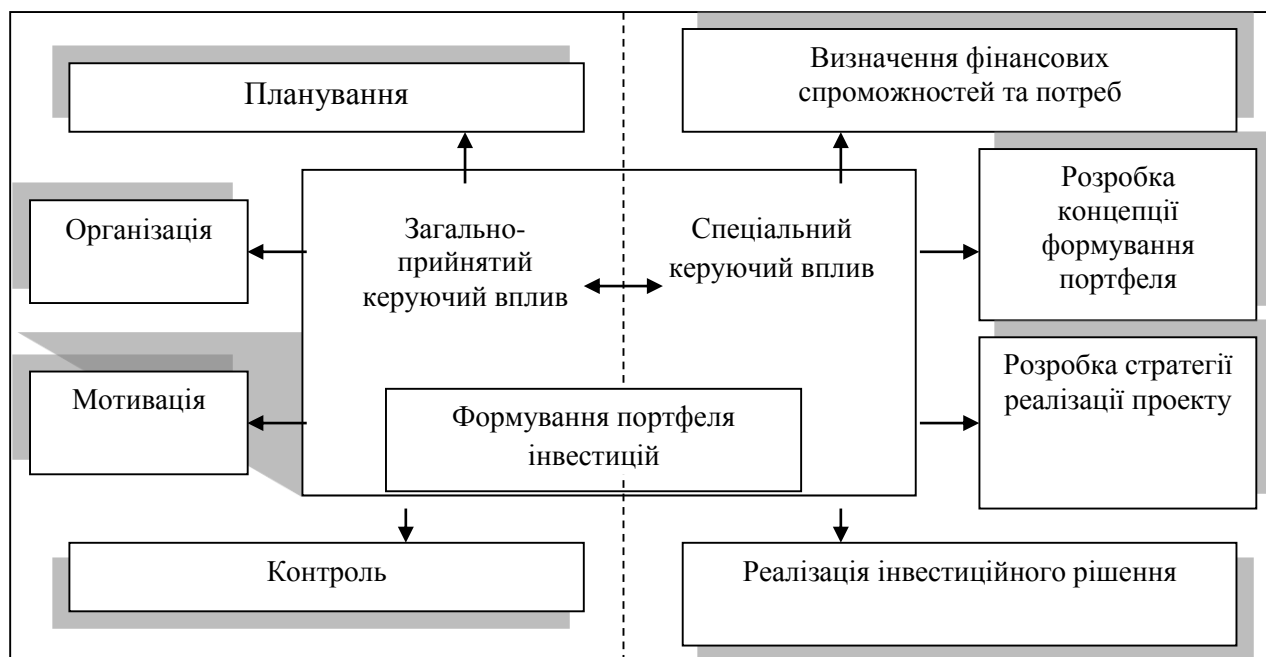 Планування
Визначення фінансових
спроможностей та потреб
Організація
Загально-
прийнятий
керуючий вплив
Спеціальний
керуючий вплив
Розробка
концепції
формування
портфеля
Мотивація
Формування портфеля
інвестицій
Розробка стратегії
реалізації проекту
Контроль
Реалізація інвестиційного рішення